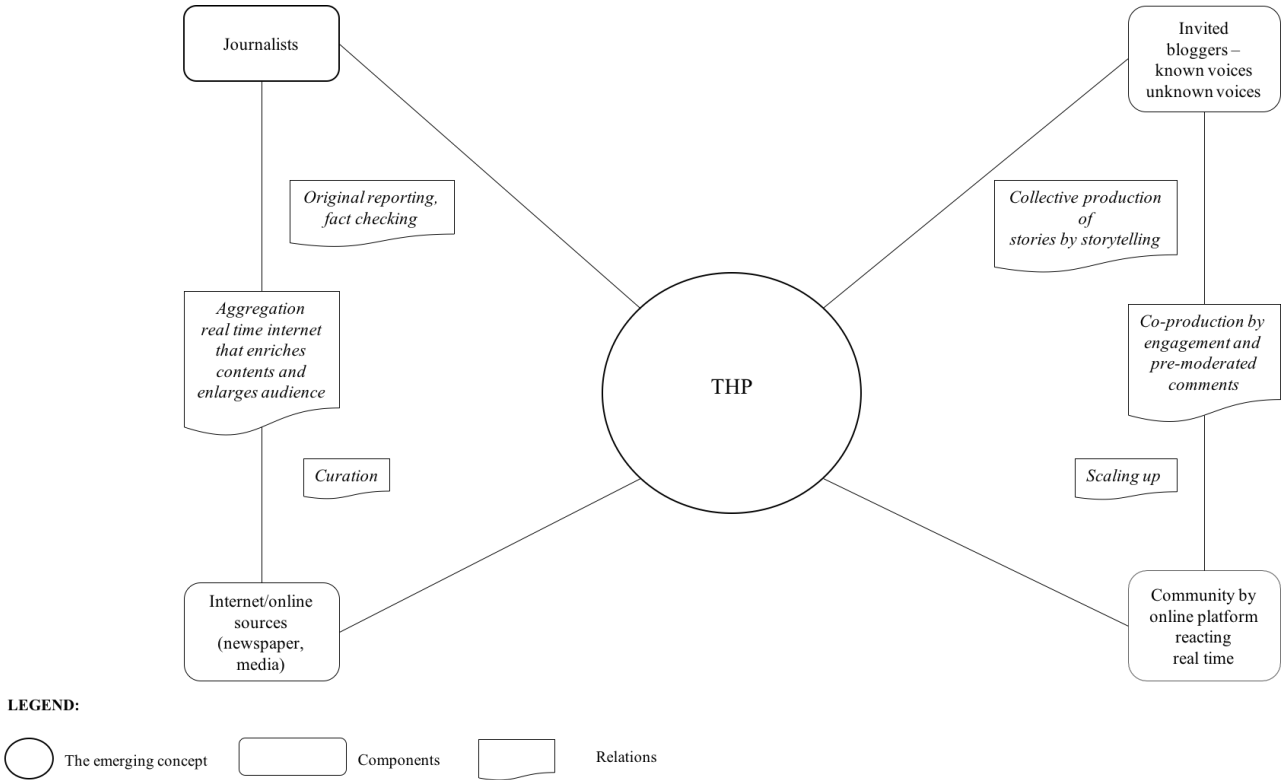 Journalists
Invited
bloggers –
known voices
unknown voices
Original reporting,
fact checking
Collective production
of
stories by storytelling
Aggregation
real time internet
that enriches
contents and
enlarges audience
Co-production by
engagement and
pre-moderated
comments
THP
Curation
Scaling up
Internet/online
sources
(newspaper,
media)
Community by
online platform
reacting
real time
LEGEND:
The emerging concept
Components
Relations